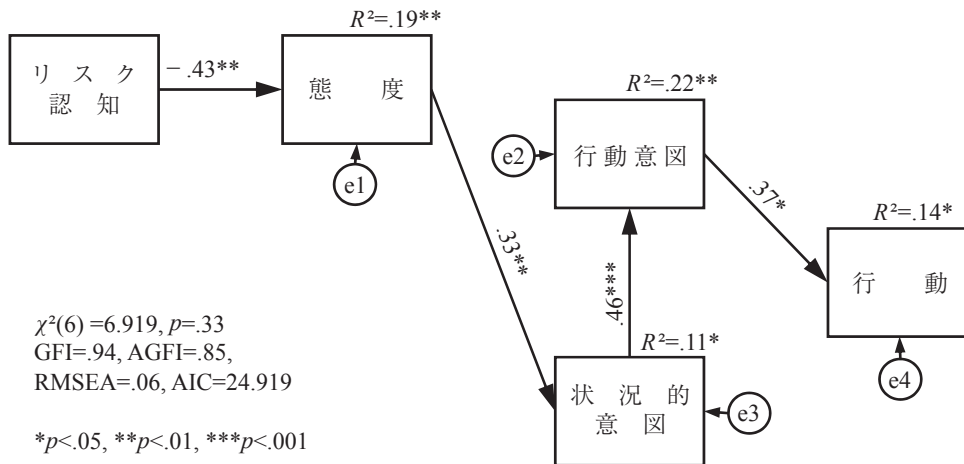 R²=.19**
リスク
認知
− .43**
態度
e1
R²=.22**
e2
行動意図
.37*
R²=.14*
行動
e4
.33**
.46***
R²=.11*
状況的
意図
e3
χ²(6) =6.919, p=.33
GFI=.94, AGFI=.85,
RMSEA=.06, AIC=24.919
*p<.05, **p<.01, ***p<.001